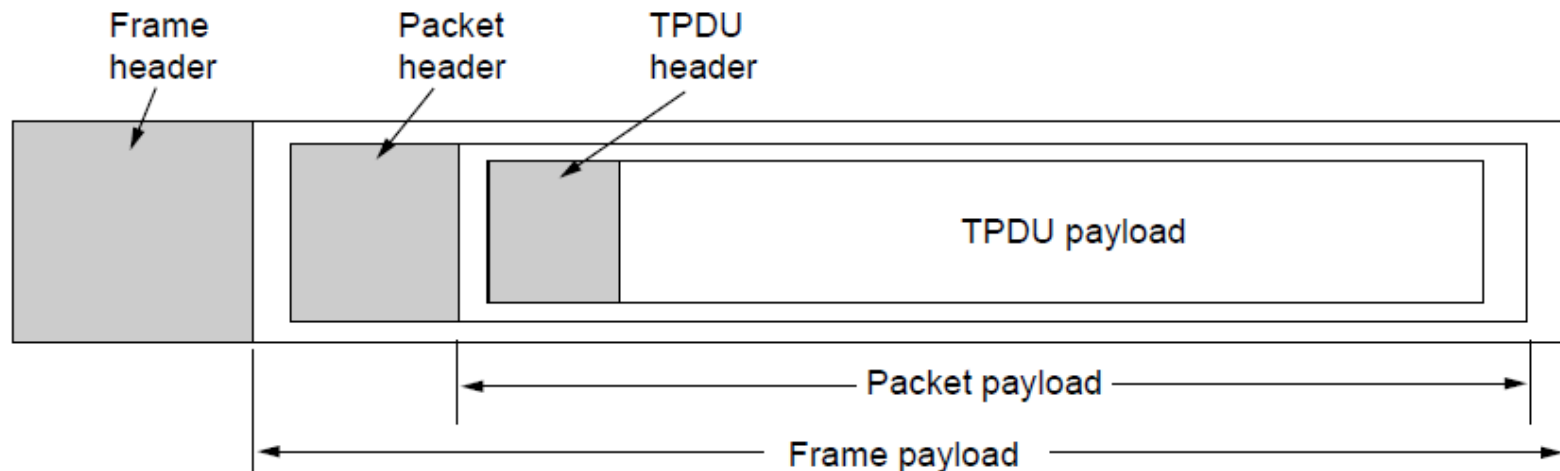 Frame
header
Packet
header
TPDU
header
TPDU payload
Packet payload
Frame payload